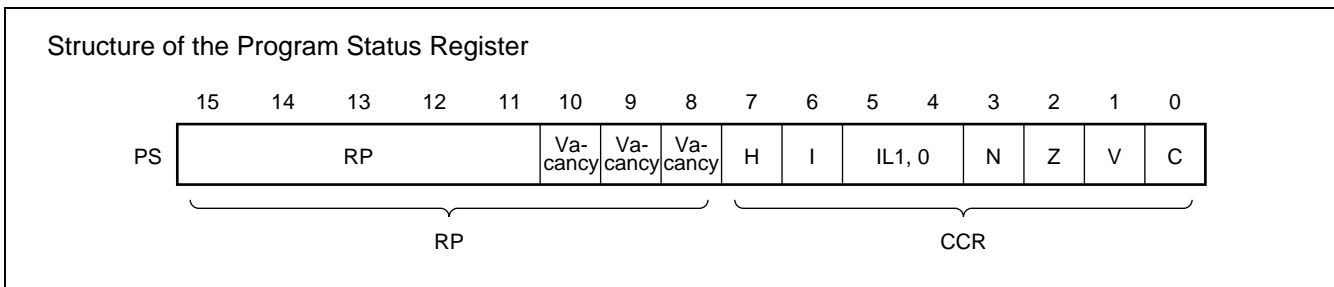 Structure of the Program Status Register
15 14 13 12 11 10 9 8 7 6 5 4 3 2 1 0
PS RP Va-cancy Va-cancy Va-cancy H I IL1, 0 N Z V C
RP CCR